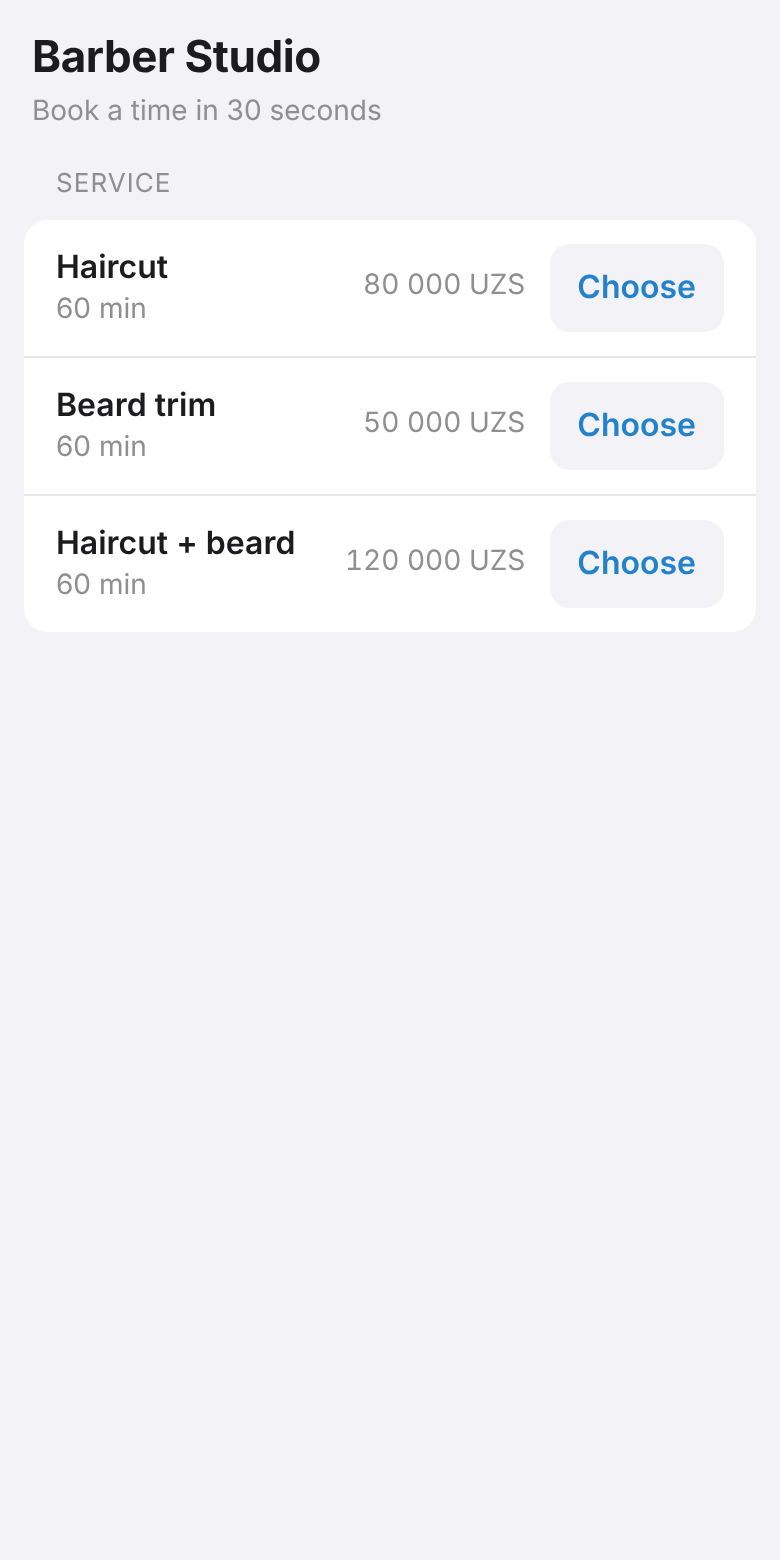 Barber Studio
Book a time in 30 seconds
SERVICE
Haircut
60 min
80 000 UZS
Choose
Beard trim
60 min
50 000 UZS
Choose
Haircut + beard
60 min
120 000 UZS
Choose